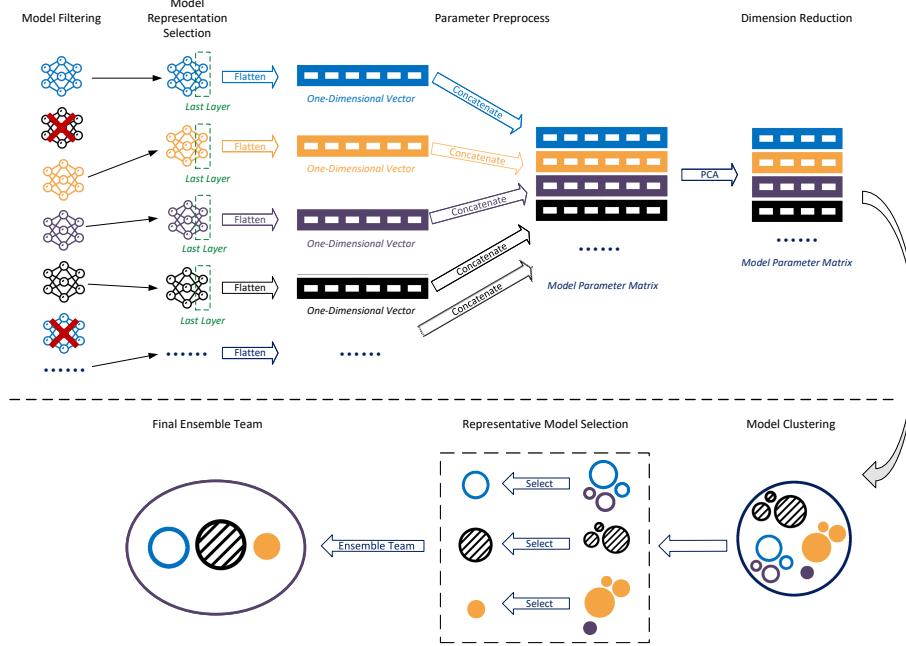 Model Filtering
Model
Representation
Selection
Parameter Preprocess
Dimension Reduction
Flatten
Last Layer
One-Dimensional Vector
Concatenate
Flatten
Last Layer
One-Dimensional Vector
Concatenate
Flatten
Last Layer
One-Dimensional Vector
Concatenate
Flatten
Last Layer
One-Dimensional Vector
Concatenate
Flatten
Concatenate
Model Parameter Matrix
PCA
Model Parameter Matrix
Final Ensemble Team
Representative Model Selection
Model Clustering
Select
Select
Select
Ensemble Team